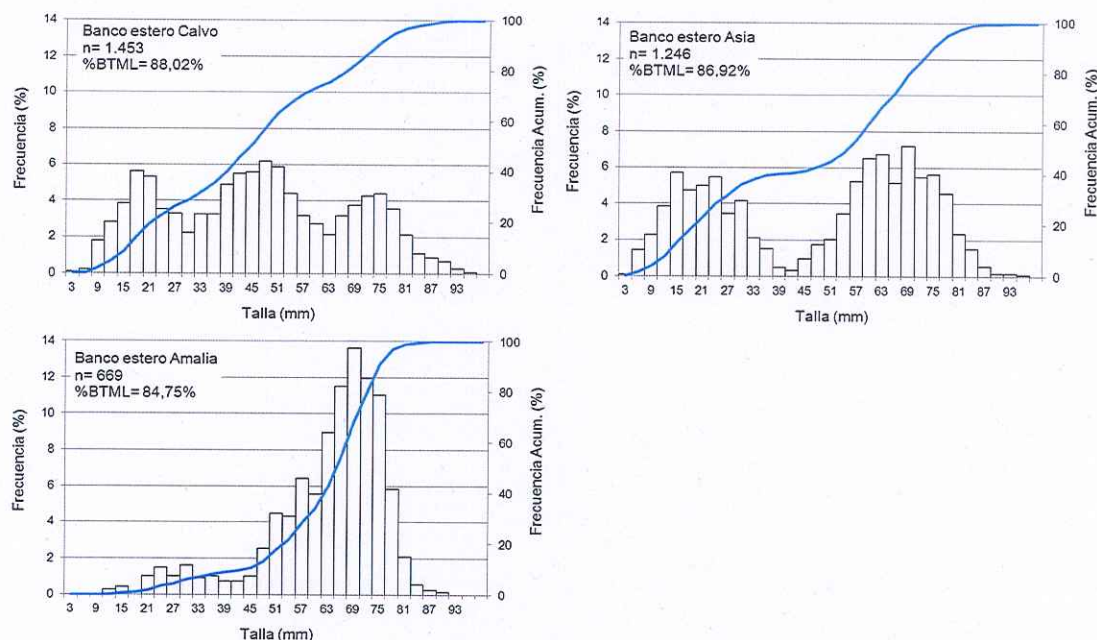 Banco estero Calvo
n= 1.453
%BTML= 88,02%
Frecuencia (%)
14
12
10
8
6
4
2
0
Frecuencia Acum. (%)
100
80
60
40
20
0
3 9 15 21 27 33 39 45 51 57 63 69 75 81 87 93
Talla (mm)
Banco estero Asia
n= 1.246
%BTML= 86,92%
Frecuencia (%)
14
12
10
8
6
4
2
0
Frecuencia Acum. (%)
100
80
60
40
20
0
3 9 15 21 27 33 39 45 51 57 63 69 75 81 87 93
Talla (mm)
Banco estero Amalia
n= 669
%BTML= 84,75%
Frecuencia (%)
14
12
10
8
6
4
2
0
Frecuencia Acum. (%)
100
80
60
40
20
0
3 9 15 21 27 33 39 45 51 57 63 69 75 81 87 93
Talla (mm)